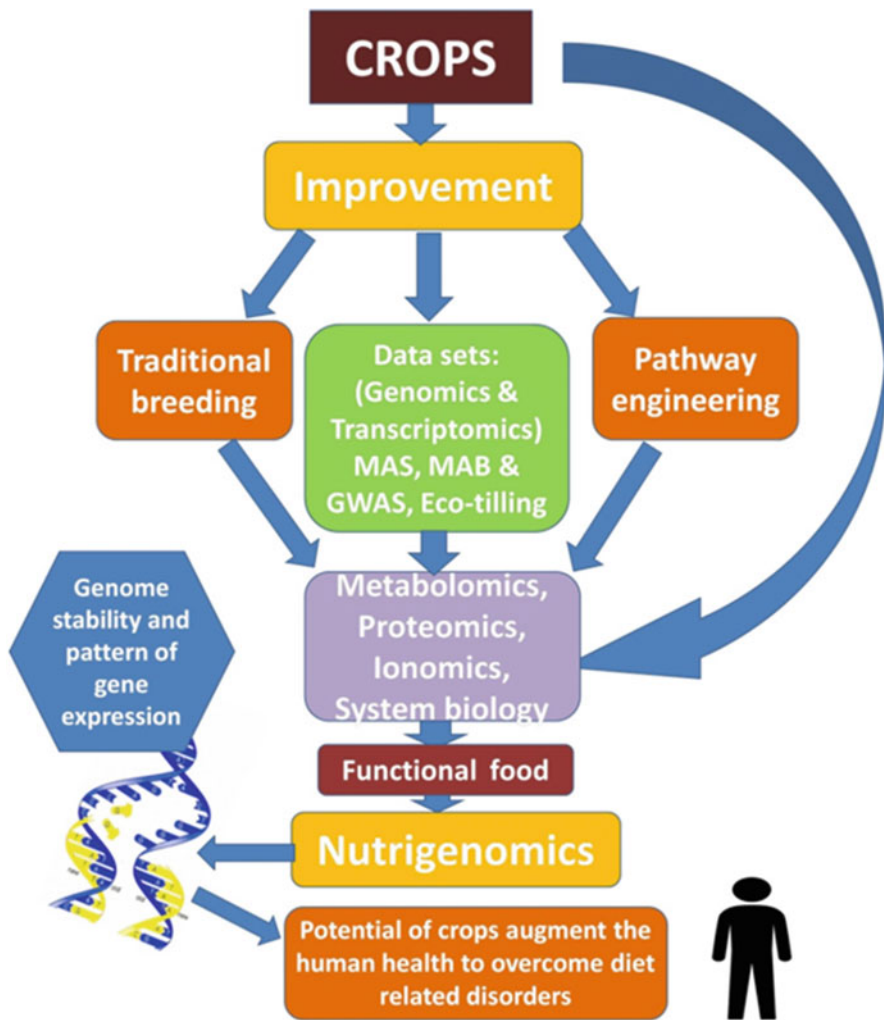 CROPS
Improvement
Traditional
breeding
Data sets:
(Genomics &
Transcriptomics)
MAS, MAB &
GWAS, Eco-tilling
Pathway
engineering
Metabolomics,
Proteomics,
Ionomics,
System biology
Genome
stability and
pattern of
gene
expression
Functional food
Nutrigenomics
Potential of crops augment the
human health to overcome diet
related disorders